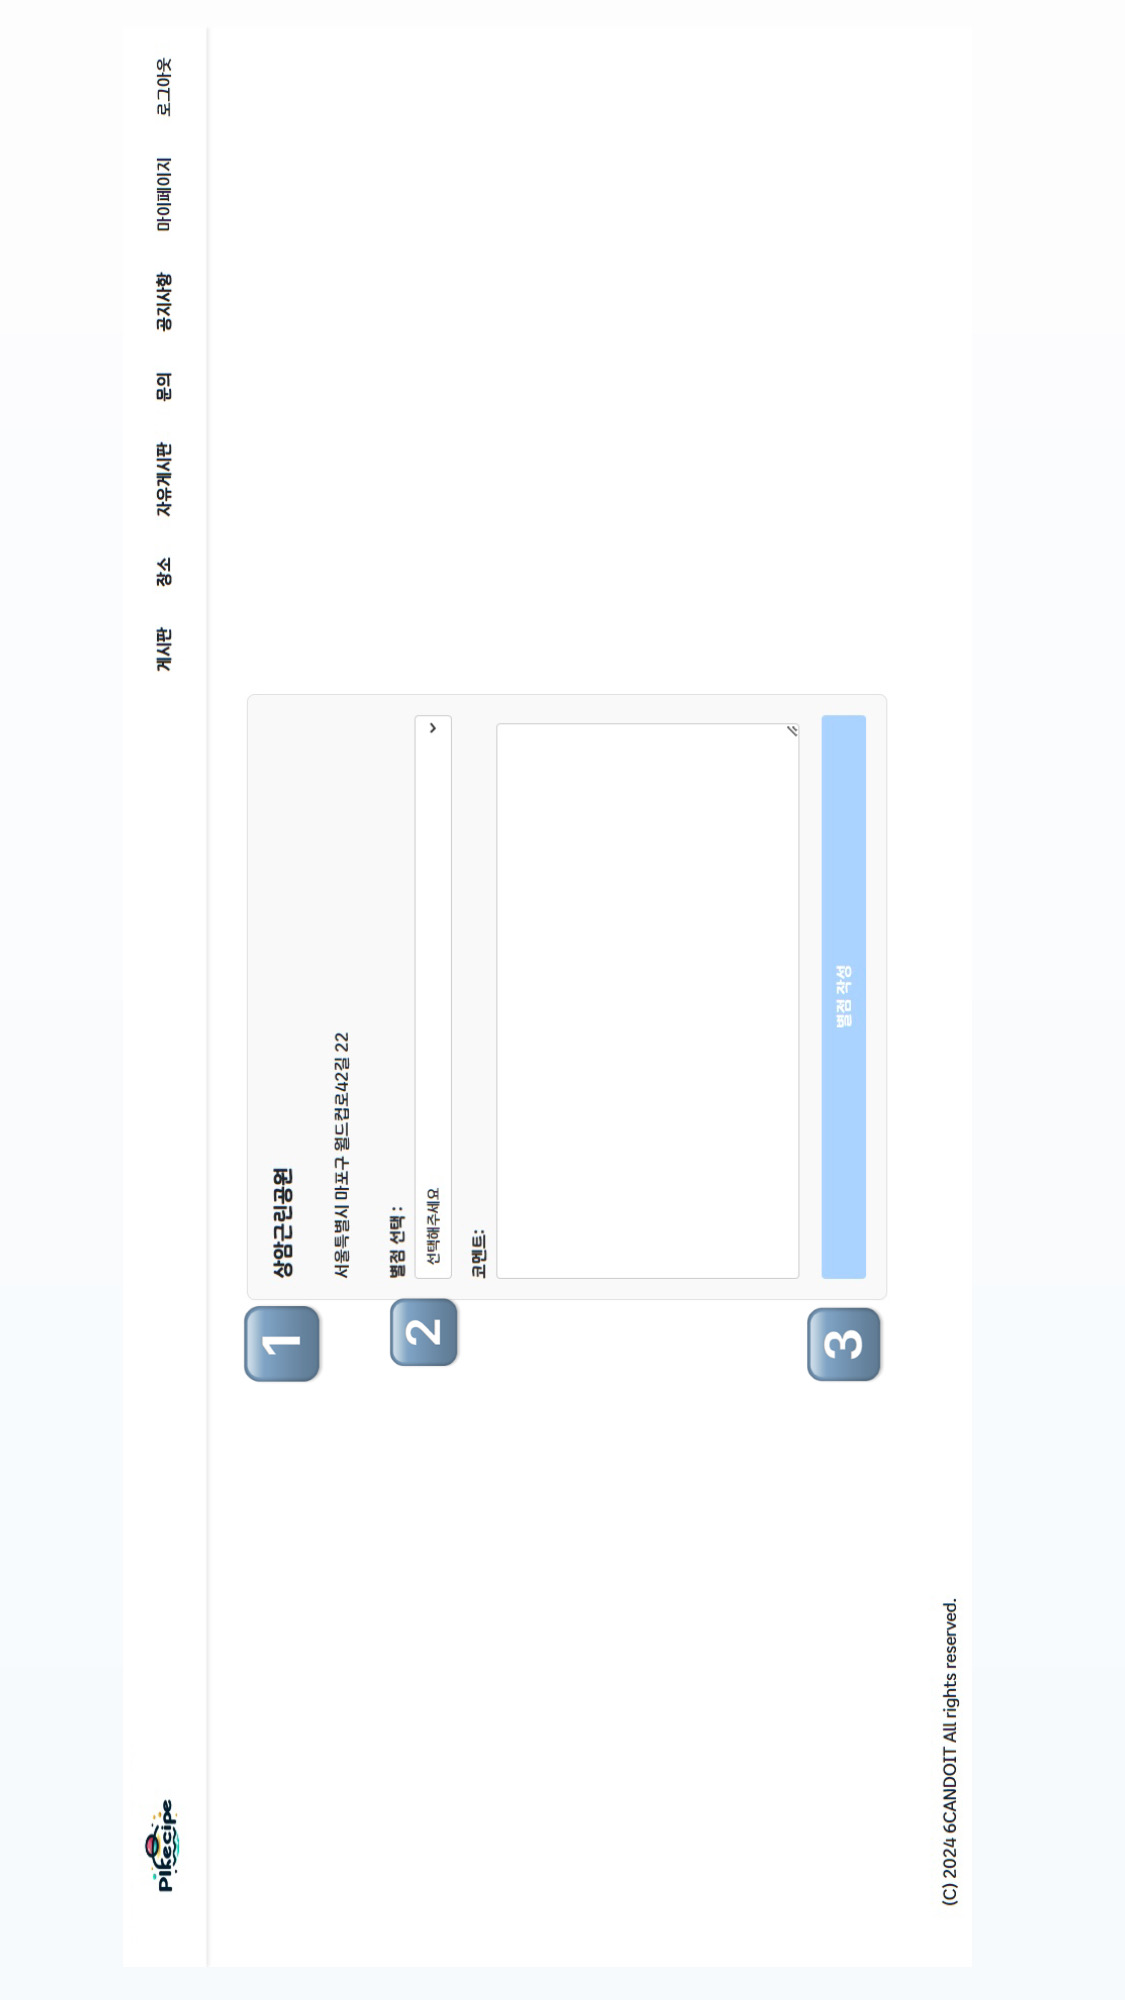 Pikecipe
게시판 장소 자유게시판 문의 공지사항 마이페이지 로그아웃
1
상암근린공원
서울특별시 마포구 월드컵로42길 22
2
별점 선택 :
선택해주세요
코멘트:
3
별점 작성
(C) 2024 6CANDOIT All rights reserved.